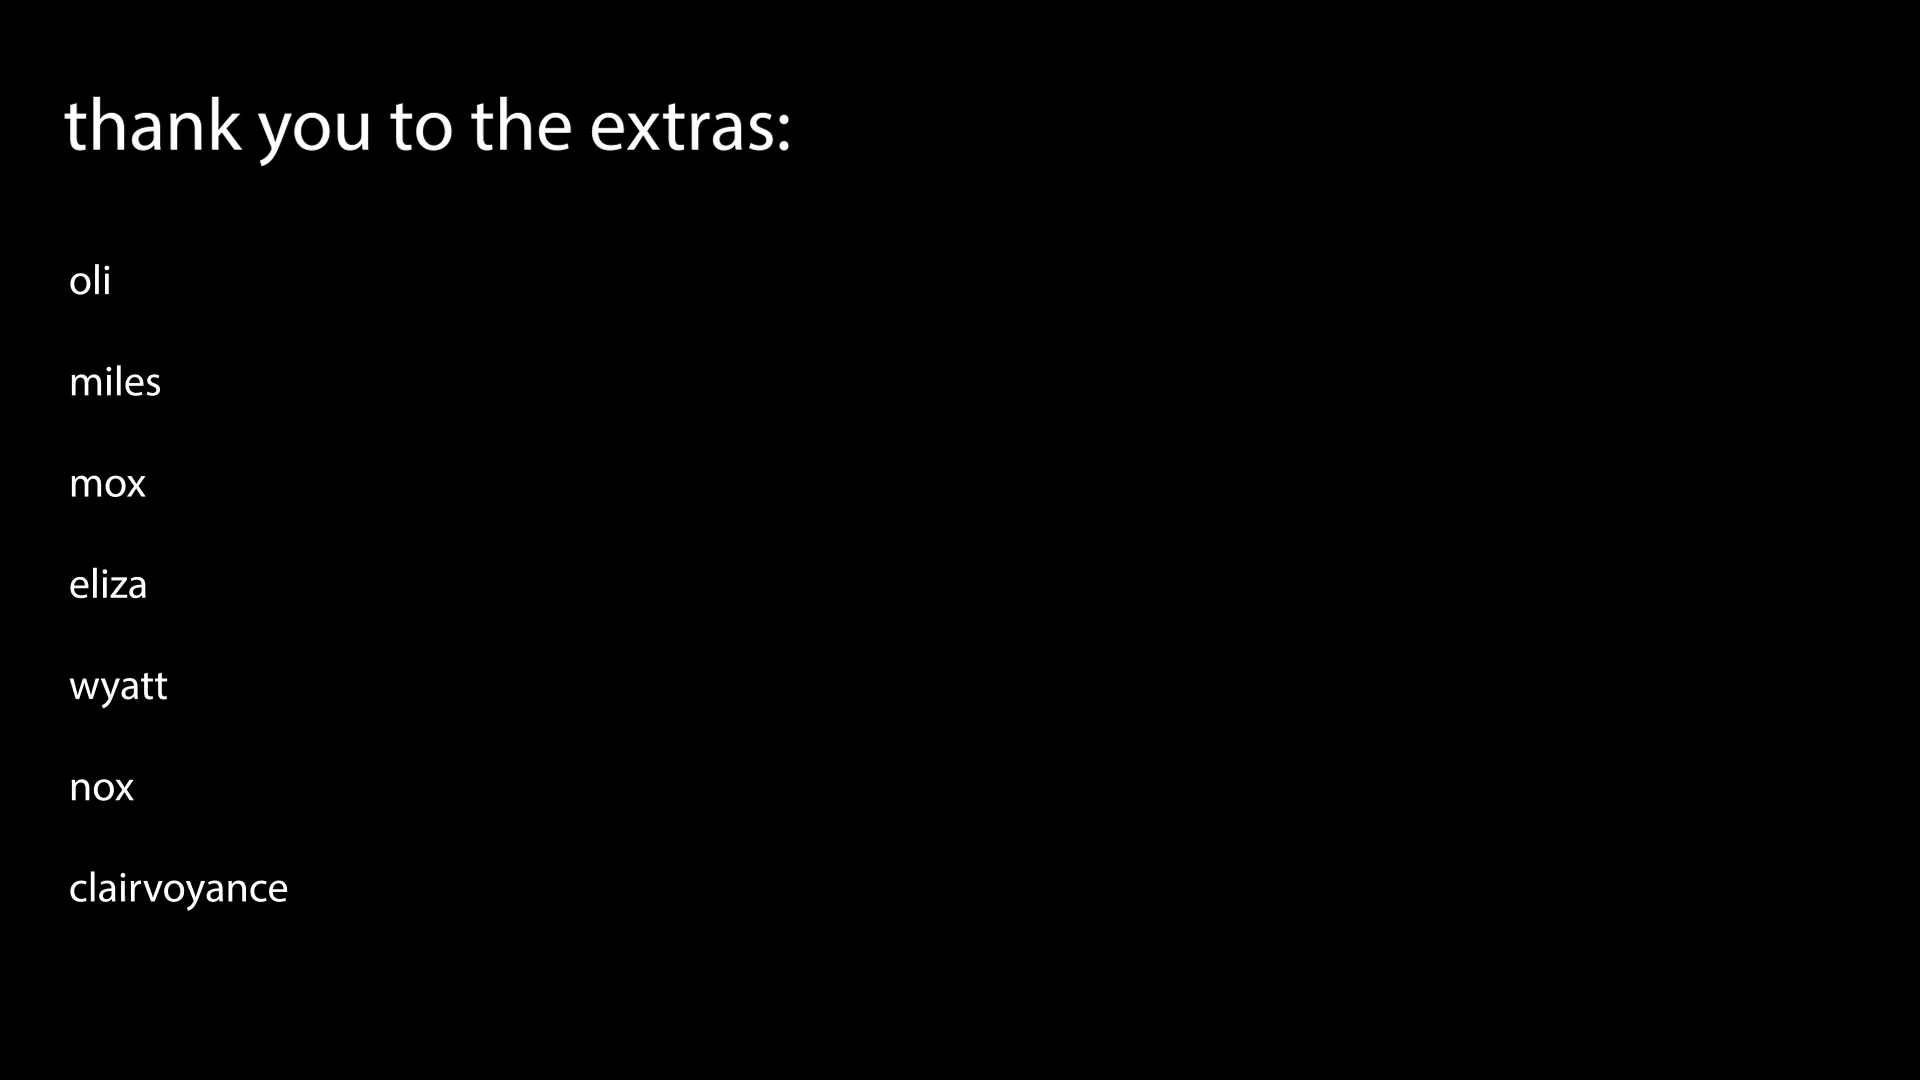 thank you to the extras:
oli
miles
mox
eliza
wyatt
nox
clairvoyance